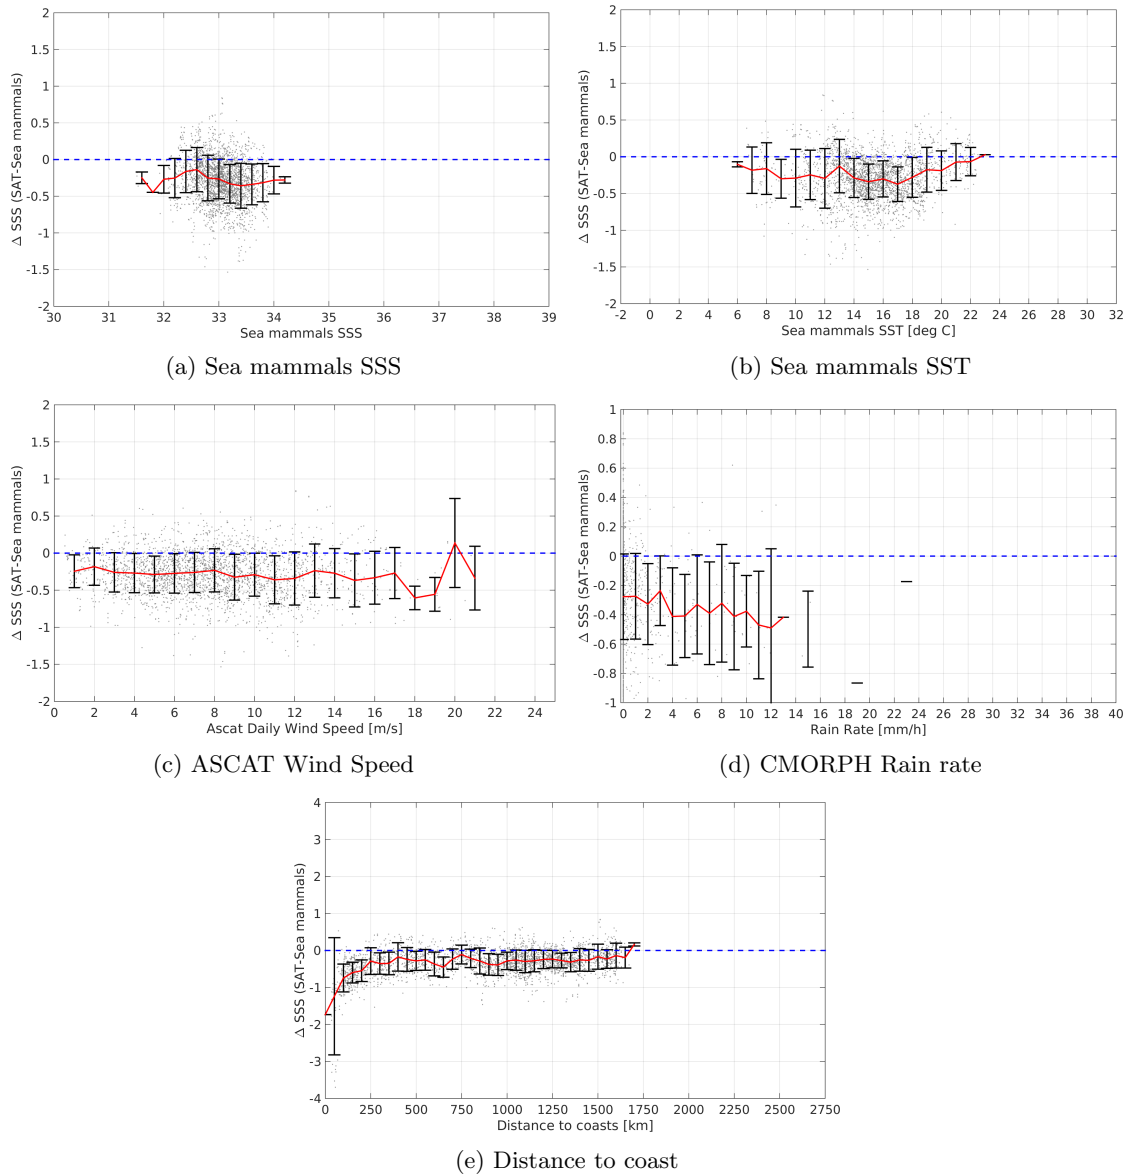 2
1.5
1
0.5
0
-0.5
-1
-1.5
-2
Δ SSS (SAT-Sea mammals)
30 31 32 33 34 35 36 37 38 39
Sea mammals SSS
(a) Sea mammals SSS
2
1.5
1
0.5
0
-0.5
-1
-1.5
-2
Δ SSS (SAT-Sea mammals)
-2 0 2 4 6 8 10 12 14 16 18 20 22 24 26 28 30 32
Sea mammals SST [deg C]
(b) Sea mammals SST
2
1.5
1
0.5
0
-0.5
-1
-1.5
-2
Δ SSS (SAT-Sea mammals)
0 2 4 6 8 10 12 14 16 18 20 22 24
Ascat Daily Wind Speed [m/s]
(c) ASCAT Wind Speed
1
0.8
0.6
0.4
0.2
0
-0.2
-0.4
-0.6
-0.8
-1
Δ SSS (SAT-Sea mammals)
0 2 4 6 8 10 12 14 16 18 20 22 24 26 28 30 32 34 36 38 40
Rain Rate [mm/h]
(d) CMORPH Rain rate
4
3
2
1
0
-1
-2
-3
-4
Δ SSS (SAT-Sea mammals)
0 250 500 750 1000 1250 1500 1750 2000 2250 2500 2750
Distance to coasts [km]
(e) Distance to coast